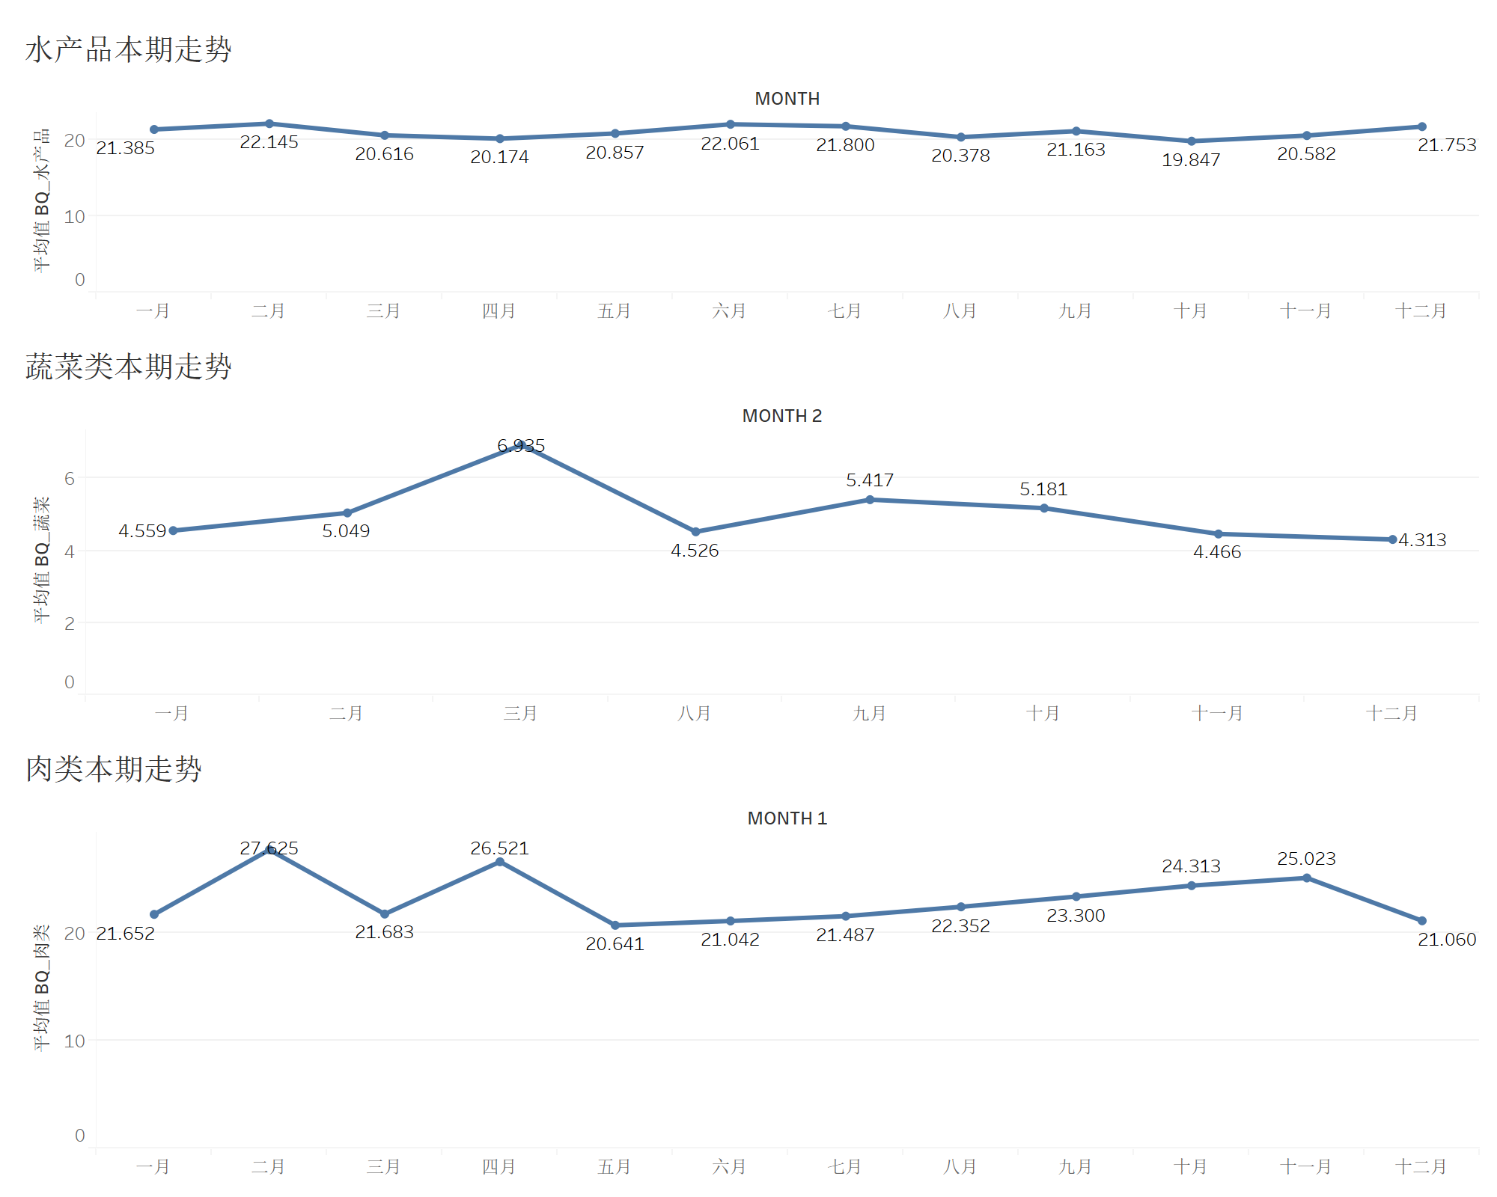 水产品本期走势
MONTH
平均值 BQ_水产品
20
10
0
21.385
22.145
20.616
20.174
20.857
22.061
21.800
20.378
21.163
19.847
20.582
21.753
一月
二月
三月
四月
五月
六月
七月
八月
九月
十月
十一月
十二月
蔬菜类本期走势
MONTH 2
平均值 BQ_蔬菜
6
4
2
0
4.559
5.049
6.935
4.526
5.417
5.181
4.466
4.313
一月
二月
三月
八月
九月
十月
十一月
十二月
肉类本期走势
MONTH 1
平均值 BQ_肉类
20
10
0
21.652
27.625
21.683
26.521
20.641
21.042
21.487
22.352
23.300
24.313
25.023
21.060
一月
二月
三月
四月
五月
六月
七月
八月
九月
十月
十一月
十二月